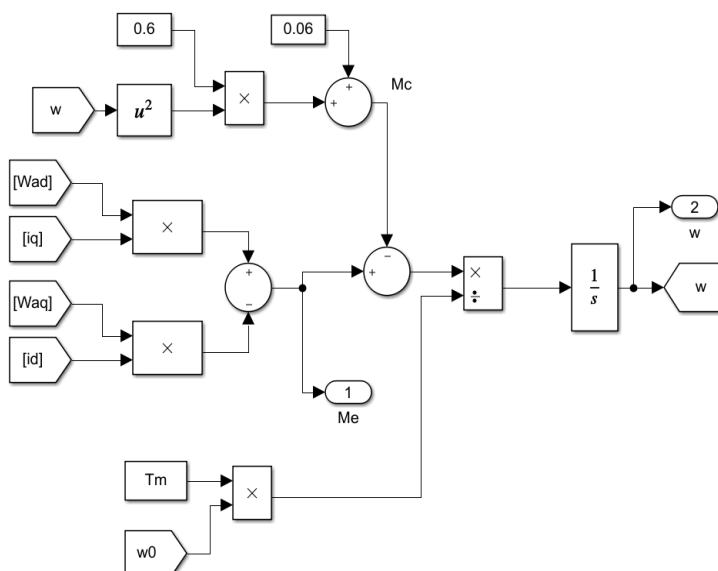 0.6
0.06
Mc
w
u²
×
+
+
[Wad]
[iq]
×
[Waq]
[id]
×
+
−
+
−
×
÷
1
s
2
w
w
1
Me
Tm
w0
×